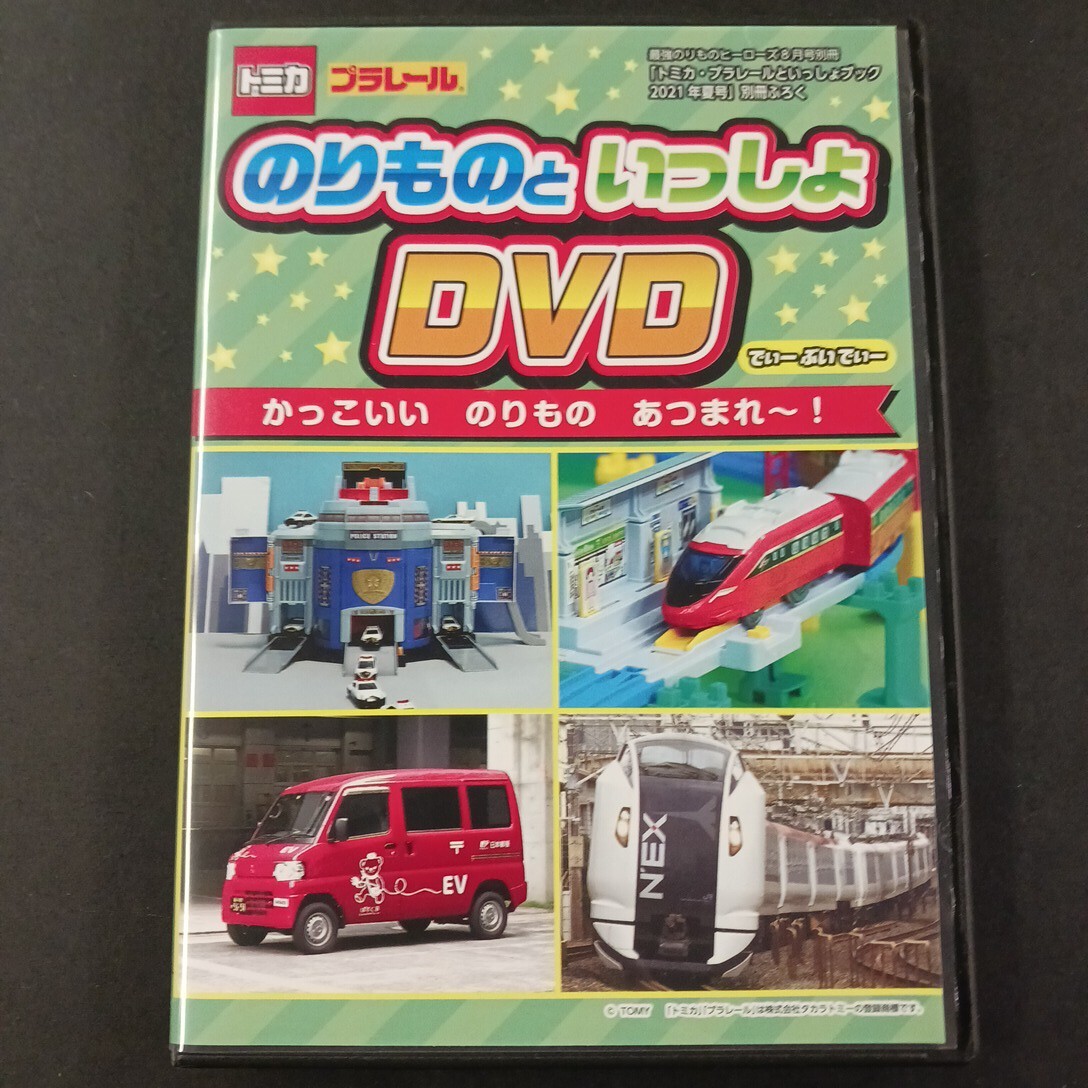 トミカ
プラレール®
最強のりものヒーローズ8月号別冊
「トミカ・プラレールといっしょブック
2021年夏号」別冊ふろく
のりものと いっしょ
DVD
でぃーぶいでぃー
かっこいい のりもの あつまれ～!
POLICE STATION
EV
〒 日本郵便
EV
N'EX
© TOMY 「トミカ」「プラレール」は株式会社タカラトミーの登録商標です。